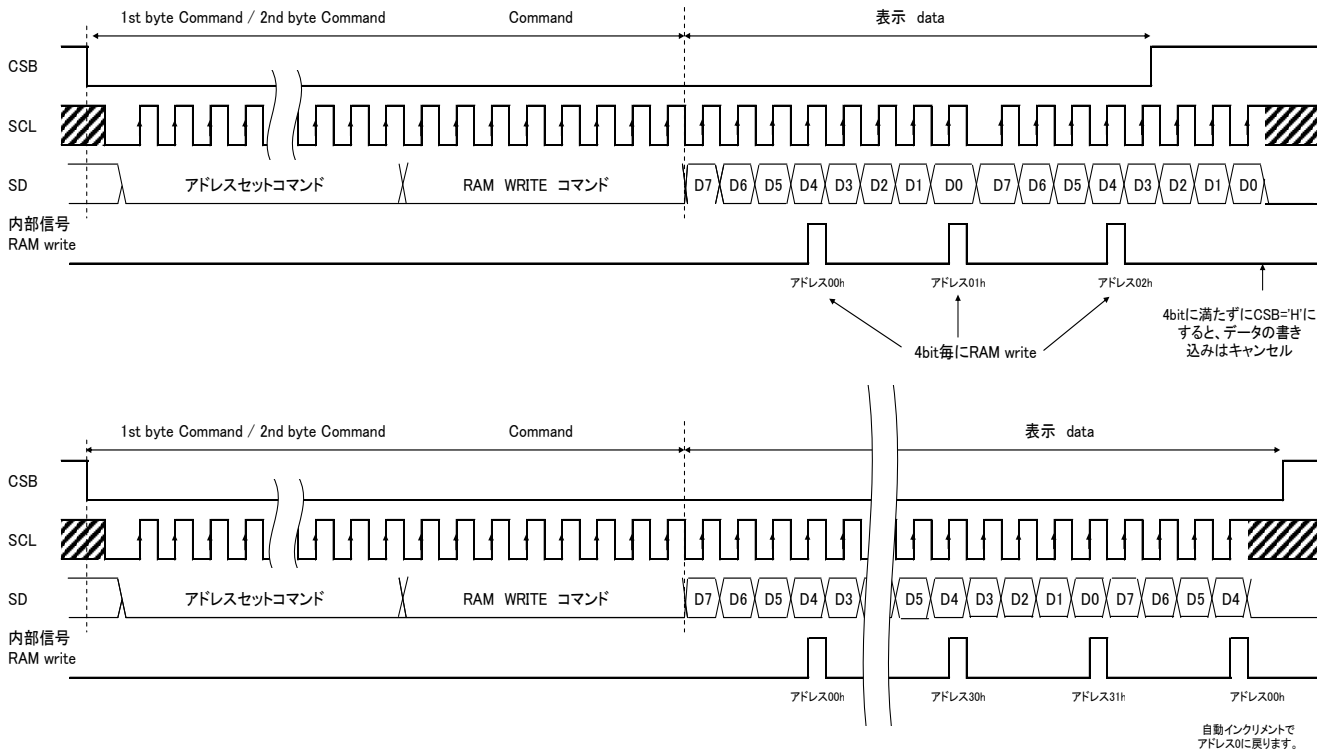 1st byte Command / 2nd byte Command Command 表示 data
CSB
SCL
SD アドレスセットコマンド RAM WRITE コマンド D7 D6 D5 D4 D3 D2 D1 D0 D7 D6 D5 D4 D3 D2 D1 D0
内部信号
RAM write
アドレス00h アドレス01h アドレス02h
4bit毎にRAM write
4bitに満たずにCSB='H'に
すると、データの書き
込みはキャンセル
1st byte Command / 2nd byte Command Command 表示 data
CSB
SCL
SD アドレスセットコマンド RAM WRITE コマンド D7 D6 D5 D4 D3 D5 D4 D3 D2 D1 D0 D7 D6 D5 D4
内部信号
RAM write
アドレス00h アドレス30h アドレス31h アドレス00h
自動インクリメントで
アドレス0に戻ります。